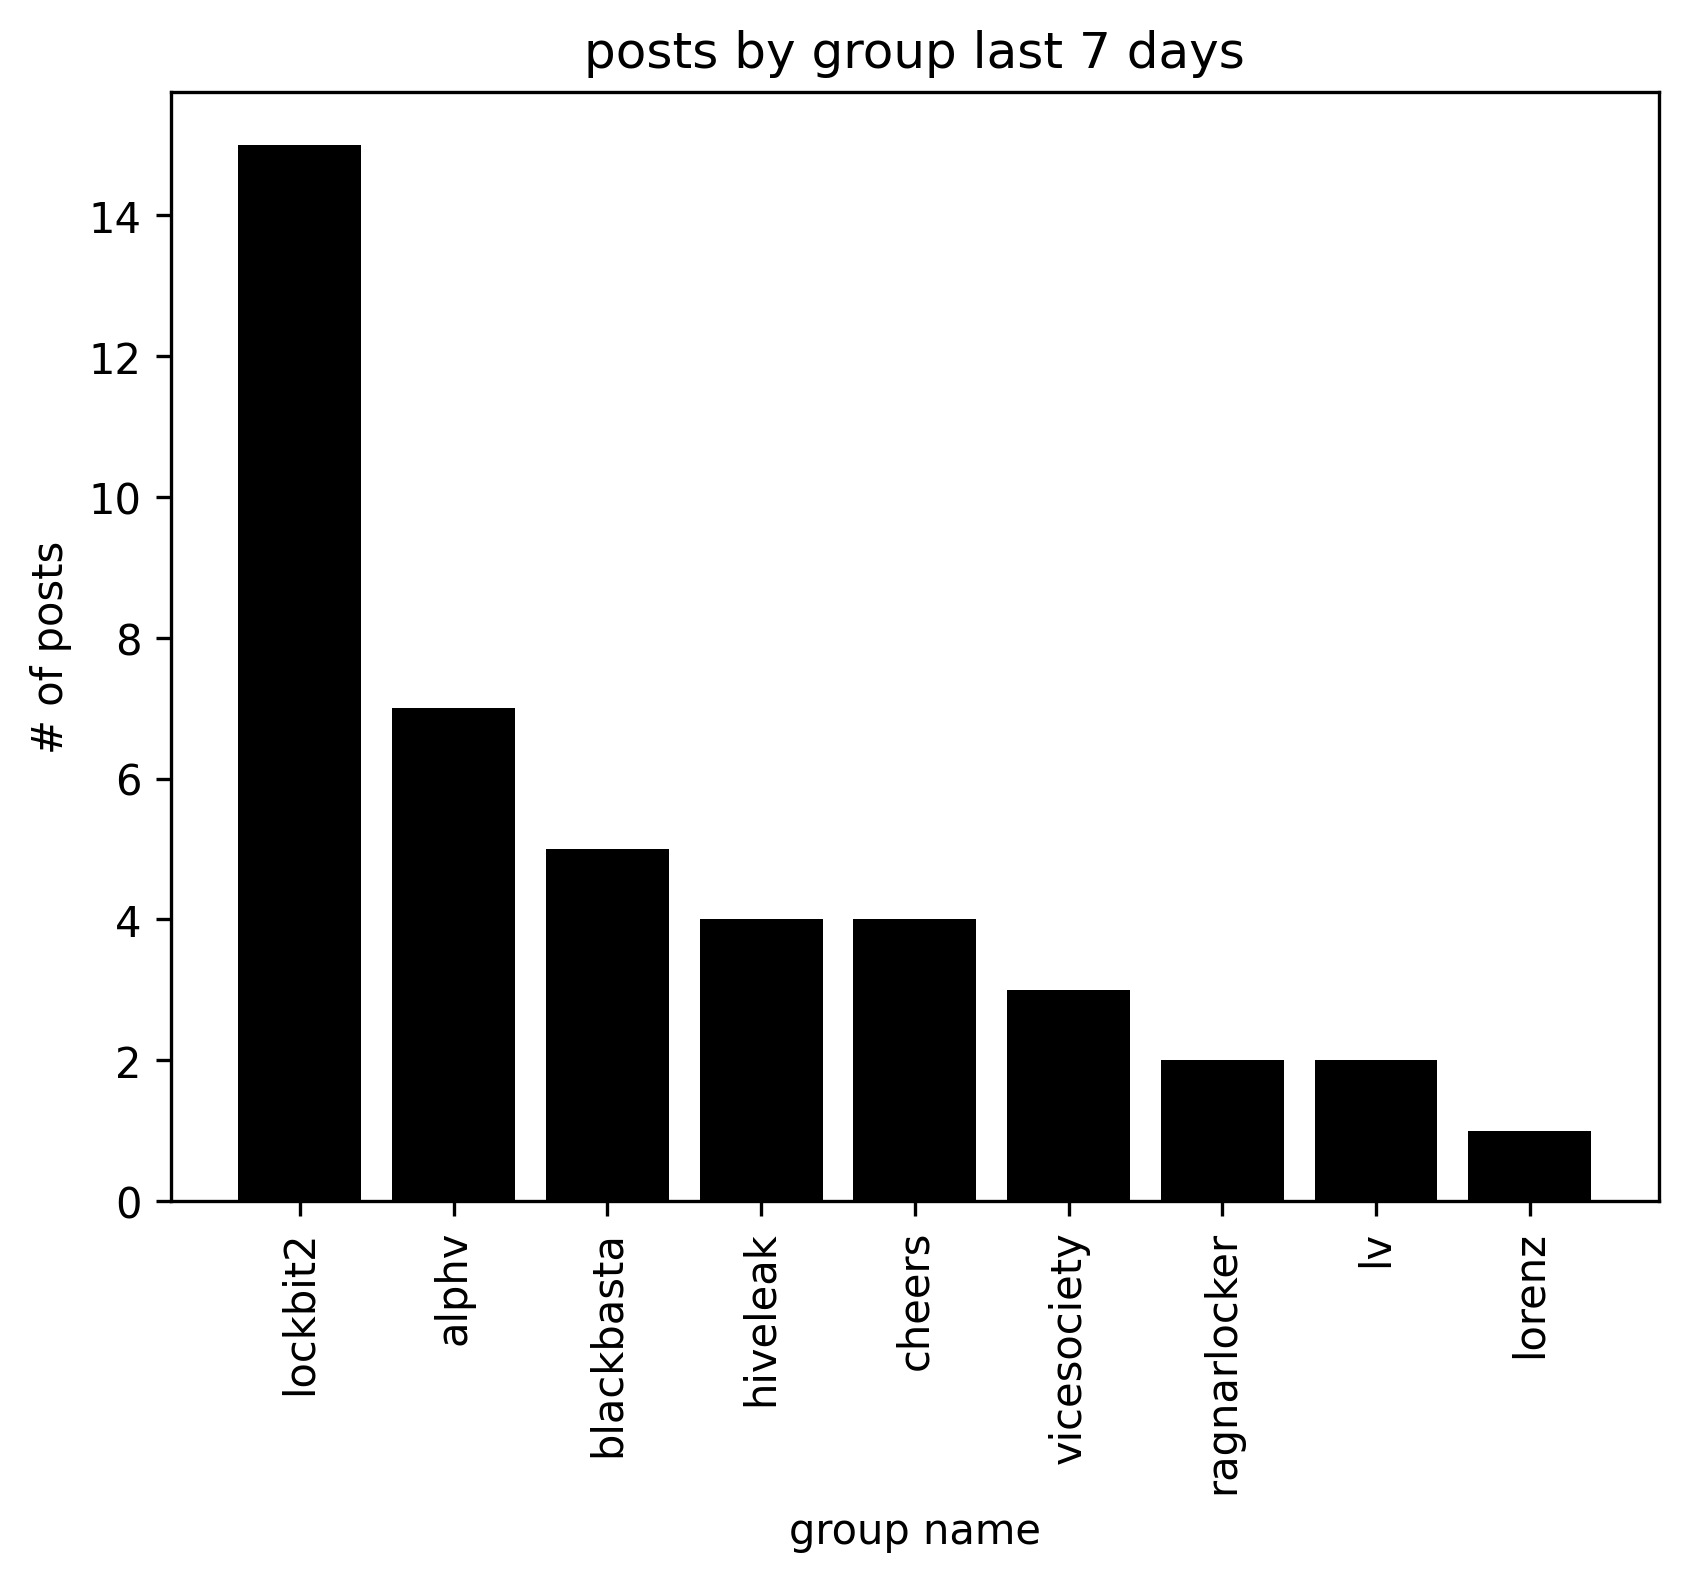 posts by group last 7 days
# of posts
14
12
10
8
6
4
2
0
lockbit2
alphv
blackbasta
hiveleak
cheers
vicesociety
ragnarlocker
lv
lorenz
group name